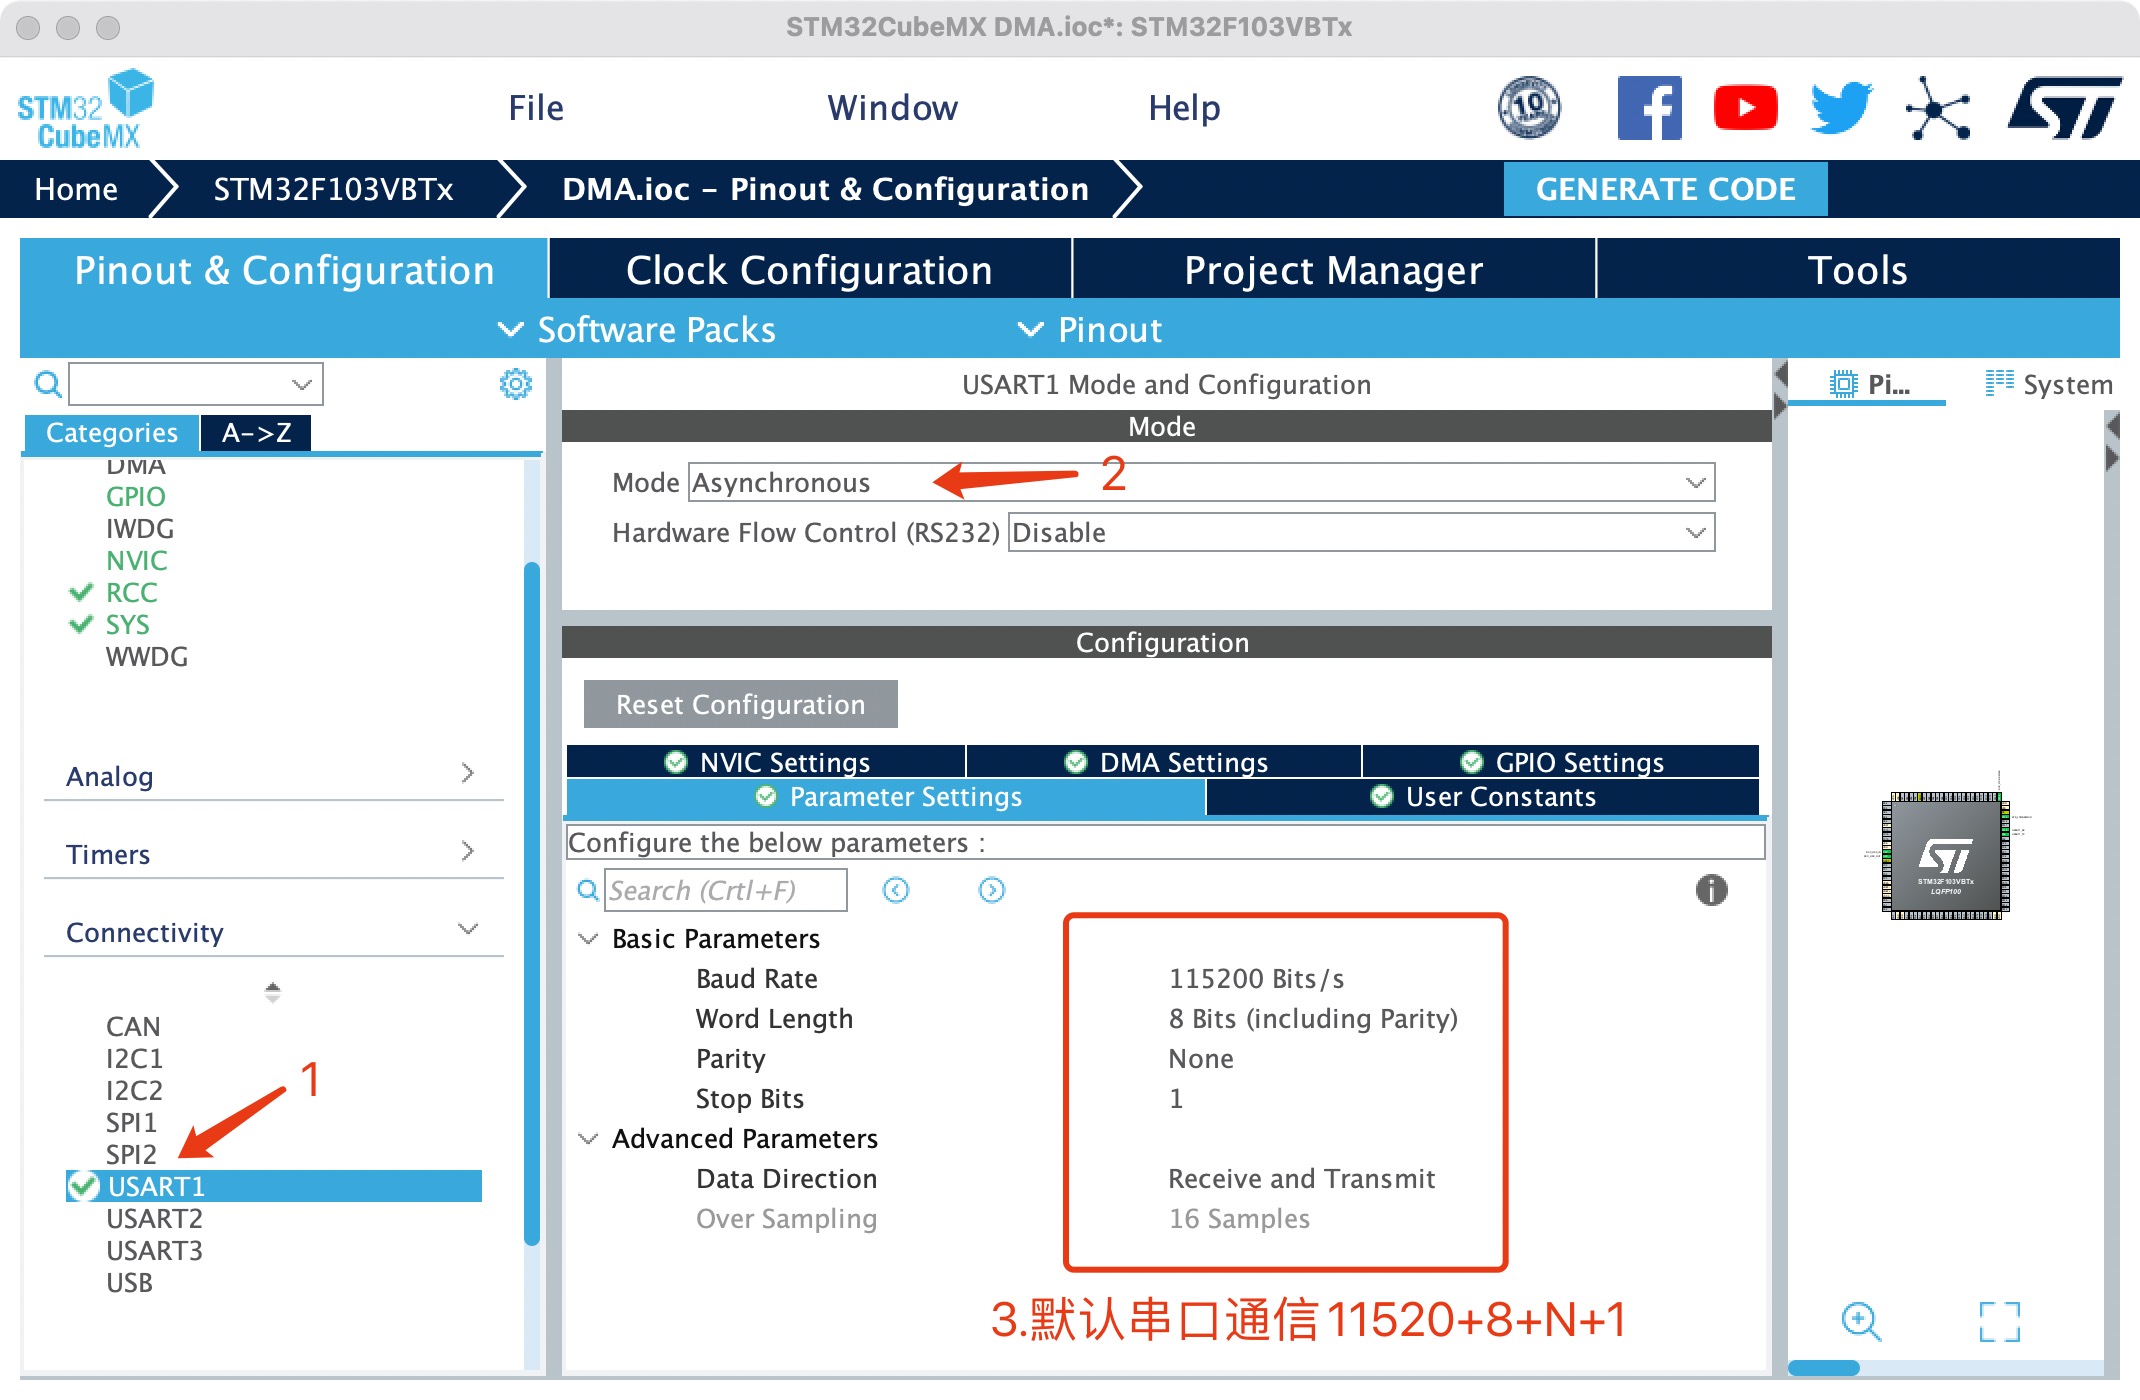 STM32CubeMX DMA.ioc*: STM32F103VBTx
STM32
CubeMX
File
Window
Help
10
Home
STM32F103VBTx
DMA.ioc – Pinout & Configuration
GENERATE CODE
Pinout & Configuration
Clock Configuration
Project Manager
Tools
Software Packs
Pinout
Categories
A->Z
DMA
GPIO
IWDG
NVIC
RCC
SYS
WWDG
Analog
Timers
Connectivity
CAN
I2C1
I2C2
SPI1
SPI2
1
USART1
USART2
USART3
USB
USART1 Mode and Configuration
Mode
Mode Asynchronous
2
Hardware Flow Control (RS232) Disable
Configuration
Reset Configuration
NVIC Settings
DMA Settings
GPIO Settings
Parameter Settings
User Constants
Configure the below parameters :
Search (Crtl+F)
Basic Parameters
Baud Rate 115200 Bits/s
Word Length 8 Bits (including Parity)
Parity None
Stop Bits 1
Advanced Parameters
Data Direction Receive and Transmit
Over Sampling 16 Samples
3.默认串口通信11520+8+N+1
Pi...
System
STM32F103VBTx
LQFP100